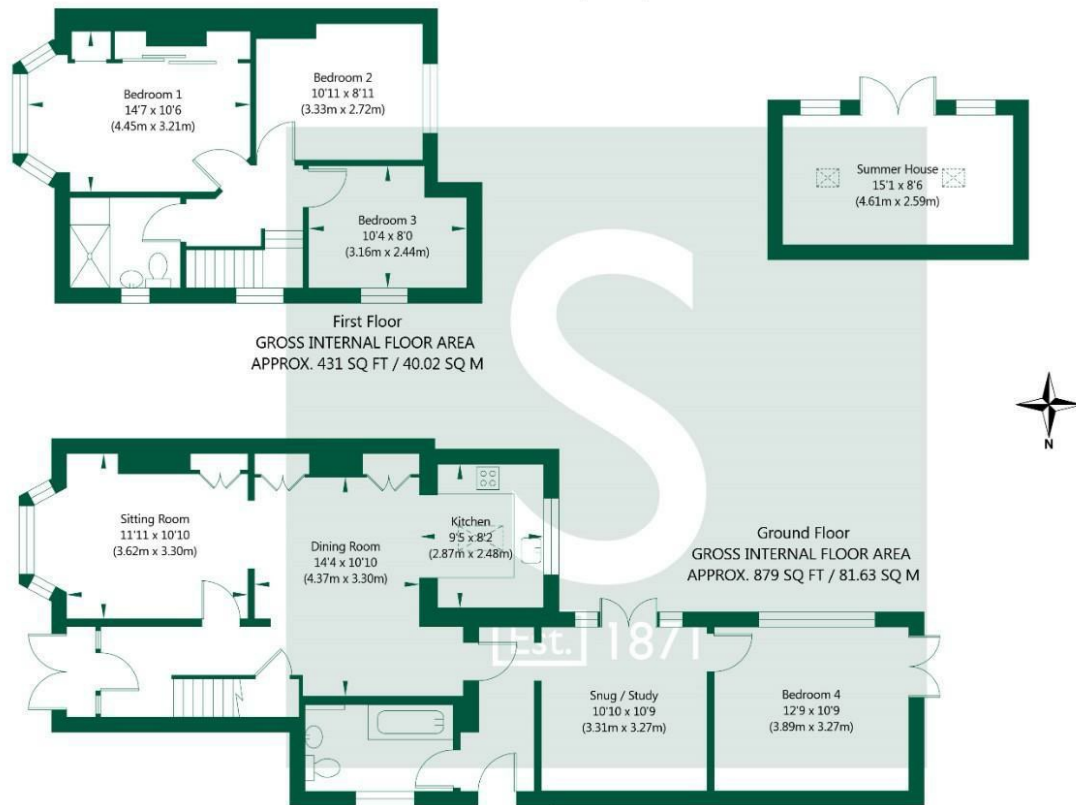 Bedroom 1
14'7 x 10'6
(4.45m x 3.21m)
Bedroom 2
10'11 x 8'11
(3.33m x 2.72m)
Bedroom 3
10'4 x 8'0
(3.16m x 2.44m)
Summer House
15'1 x 8'6
(4.61m x 2.59m)
First Floor
GROSS INTERNAL FLOOR AREA
APPROX. 431 SQ FT / 40.02 SQ M
S
N
Sitting Room
11'11 x 10'10
(3.62m x 3.30m)
Dining Room
14'4 x 10'10
(4.37m x 3.30m)
Kitchen
9'5 x 8'2
(2.87m x 2.48m)
Ground Floor
GROSS INTERNAL FLOOR AREA
APPROX. 879 SQ FT / 81.63 SQ M
Est. 1871
Snug / Study
10'10 x 10'9
(3.31m x 3.27m)
Bedroom 4
12'9 x 10'9
(3.89m x 3.27m)